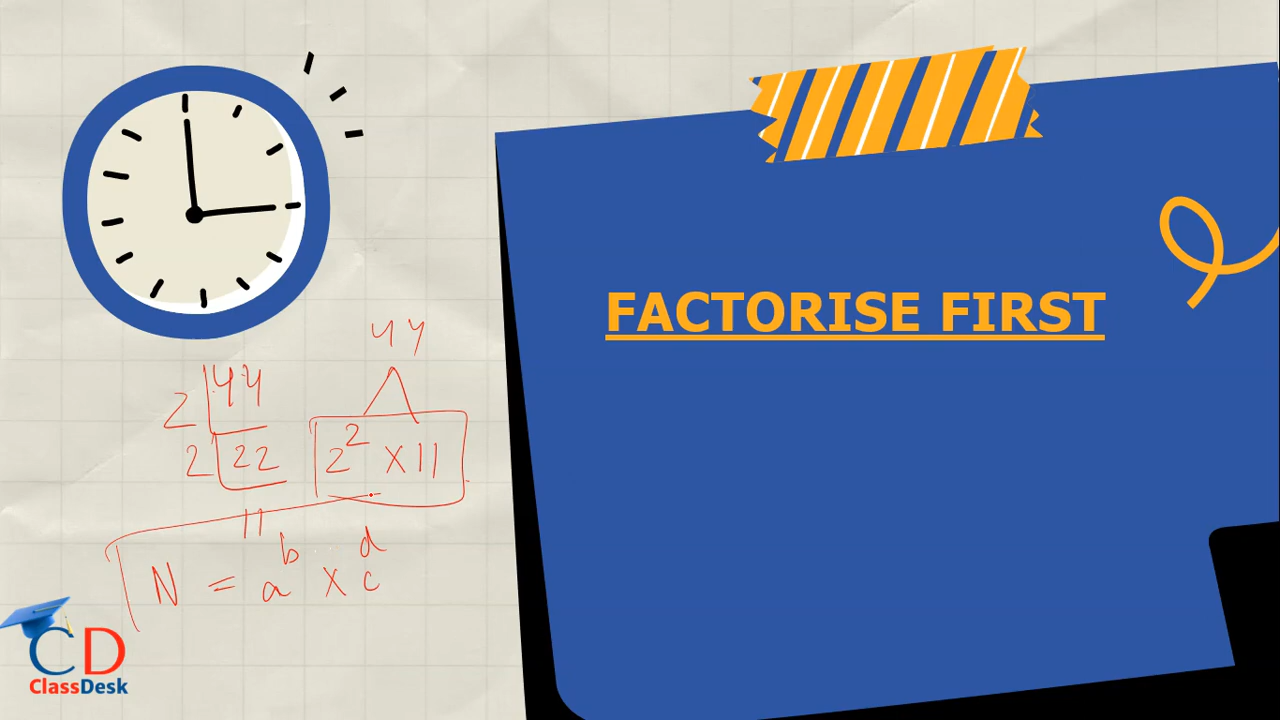 FACTORISE FIRST
44
2 44
2 22
11
2² × 11
N = a^b × c^d
CD
ClassDesk